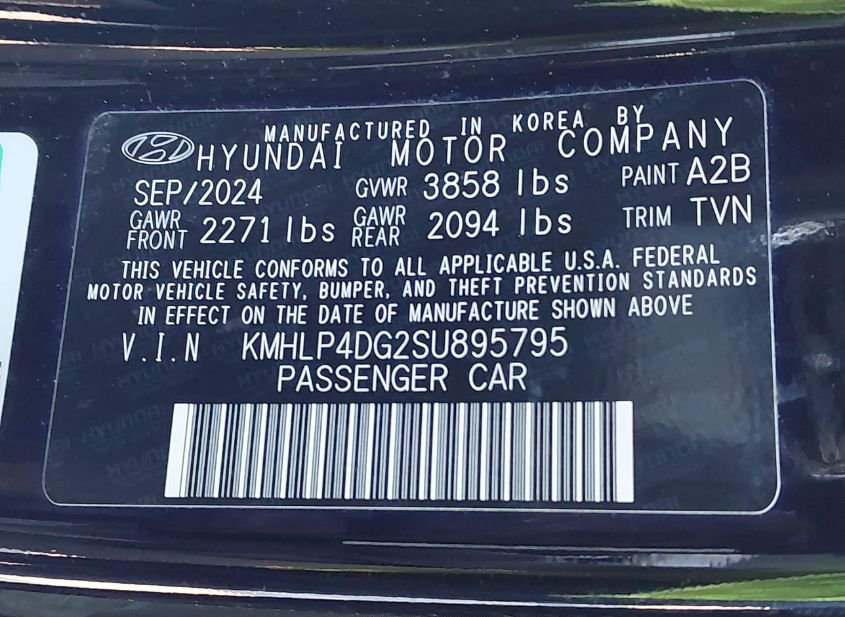 MANUFACTURED IN KOREA BY
HYUNDAI MOTOR COMPANY
SEP/2024 GVWR 3858 lbs PAINT A2B
GAWR FRONT 2271 lbs GAWR REAR 2094 lbs TRIM TVN
THIS VEHICLE CONFORMS TO ALL APPLICABLE U.S.A. FEDERAL
MOTOR VEHICLE SAFETY, BUMPER, AND THEFT PREVENTION STANDARDS
IN EFFECT ON THE DATE OF MANUFACTURE SHOWN ABOVE
V.I.N KMHLP4DG2SU895795
PASSENGER CAR